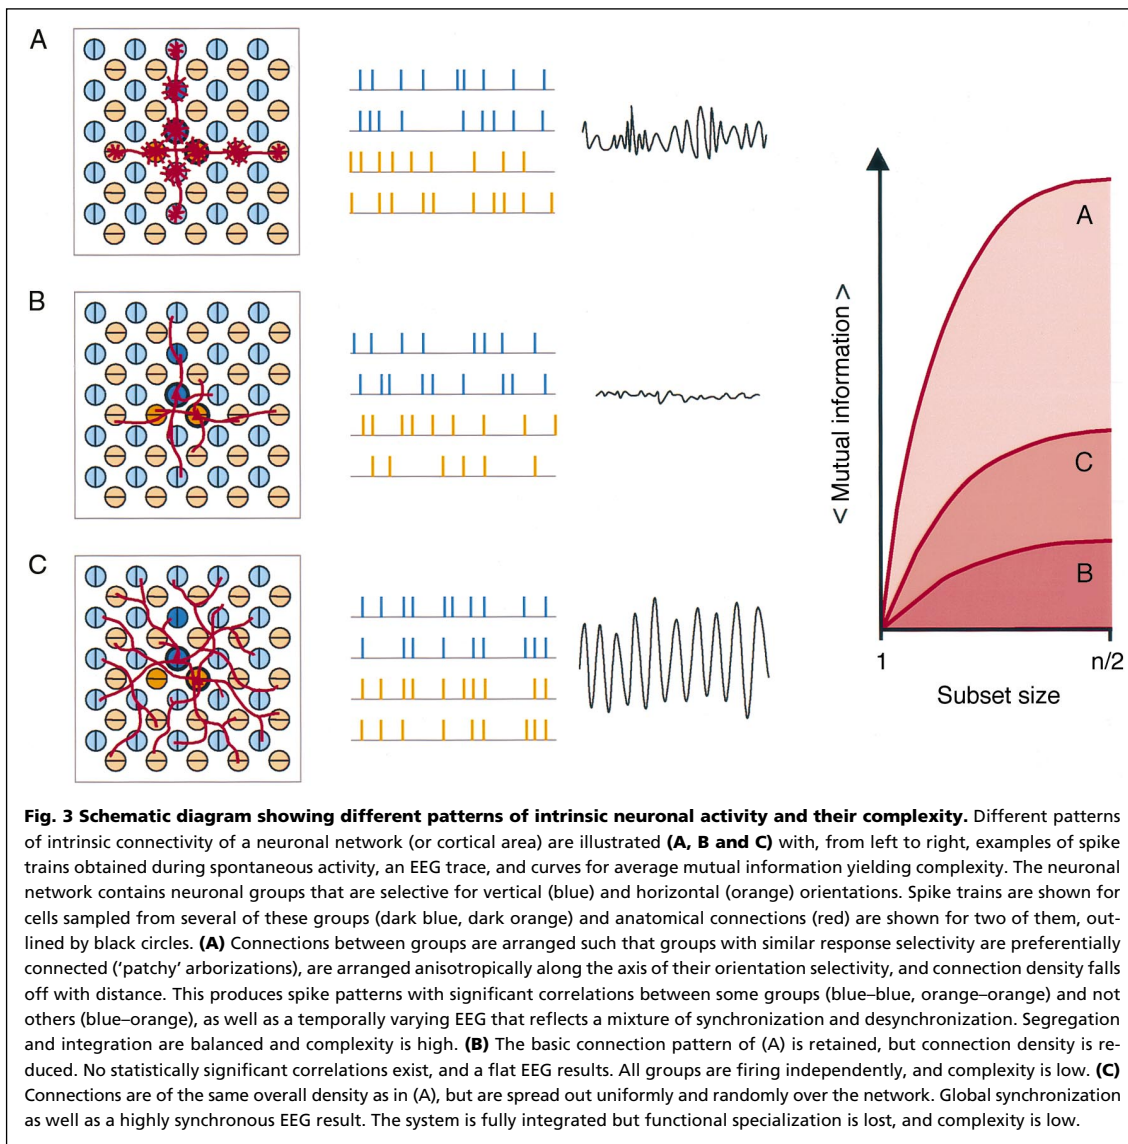 A
B
C
A
C
B
< Mutual information >
1
n/2
Subset size
Fig. 3 Schematic diagram showing different patterns of intrinsic neuronal activity and their complexity. Different patterns
of intrinsic connectivity of a neuronal network (or cortical area) are illustrated (A, B and C) with, from left to right, examples of spike
trains obtained during spontaneous activity, an EEG trace, and curves for average mutual information yielding complexity. The neuronal
network contains neuronal groups that are selective for vertical (blue) and horizontal (orange) orientations. Spike trains are shown for
cells sampled from several of these groups (dark blue, dark orange) and anatomical connections (red) are shown for two of them, out-
lined by black circles. (A) Connections between groups are arranged such that groups with similar response selectivity are preferentially
connected (‘patchy’ arborizations), are arranged anisotropically along the axis of their orientation selectivity, and connection density falls
off with distance. This produces spike patterns with significant correlations between some groups (blue–blue, orange–orange) and not
others (blue–orange), as well as a temporally varying EEG that reflects a mixture of synchronization and desynchronization. Segregation
and integration are balanced and complexity is high. (B) The basic connection pattern of (A) is retained, but connection density is re-
duced. No statistically significant correlations exist, and a flat EEG results. All groups are firing independently, and complexity is low. (C)
Connections are of the same overall density as in (A), but are spread out uniformly and randomly over the network. Global synchronization
as well as a highly synchronous EEG result. The system is fully integrated but functional specialization is lost, and complexity is low.